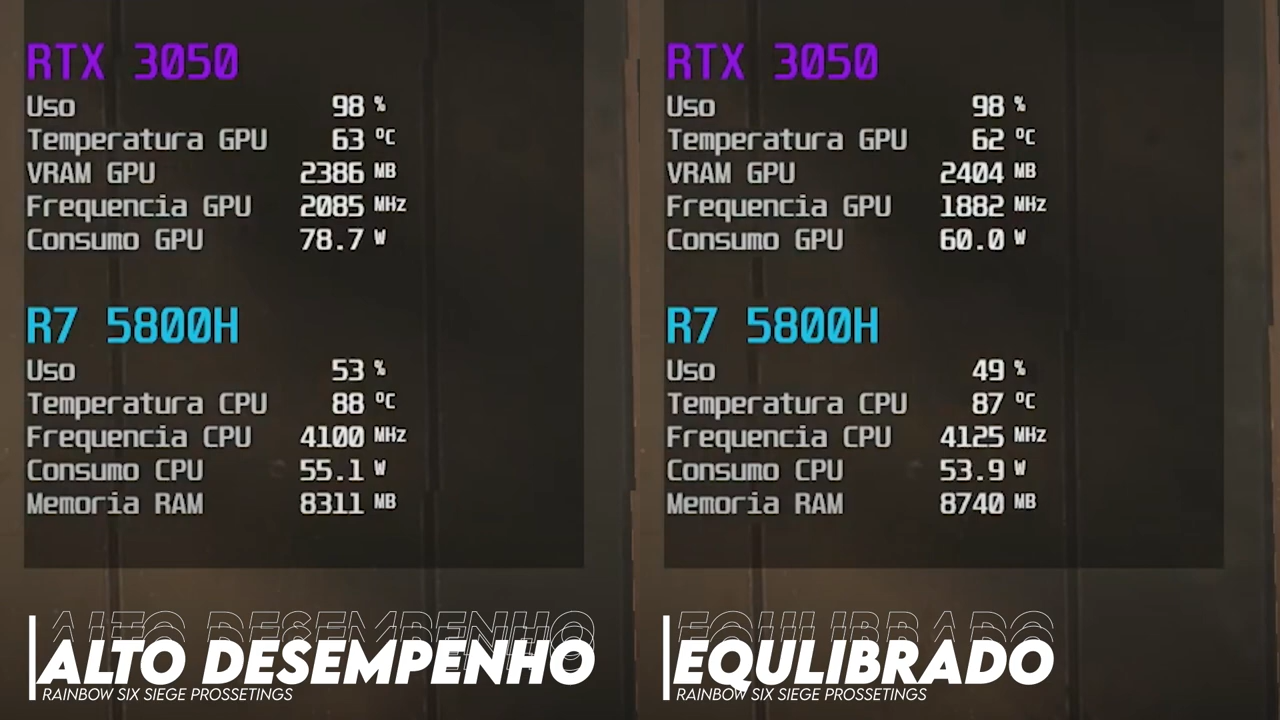 RTX 3050
Uso 98 %
Temperatura GPU 63 ºC
VRAM GPU 2386 MB
Frequencia GPU 2085 MHz
Consumo GPU 78.7 W
R7 5800H
Uso 53 %
Temperatura CPU 88 ºC
Frequencia CPU 4100 MHz
Consumo CPU 55.1 W
Memoria RAM 8311 MB
ALTO DESEMPENHO
ALTO DESEMPENHO
RAINBOW SIX SIEGE PROSSETINGS
RTX 3050
Uso 98 %
Temperatura GPU 62 ºC
VRAM GPU 2404 MB
Frequencia GPU 1882 MHz
Consumo GPU 60.0 W
R7 5800H
Uso 49 %
Temperatura CPU 87 ºC
Frequencia CPU 4125 MHz
Consumo CPU 53.9 W
Memoria RAM 8740 MB
EQULIBRADO
EQULIBRADO
RAINBOW SIX SIEGE PROSSETINGS